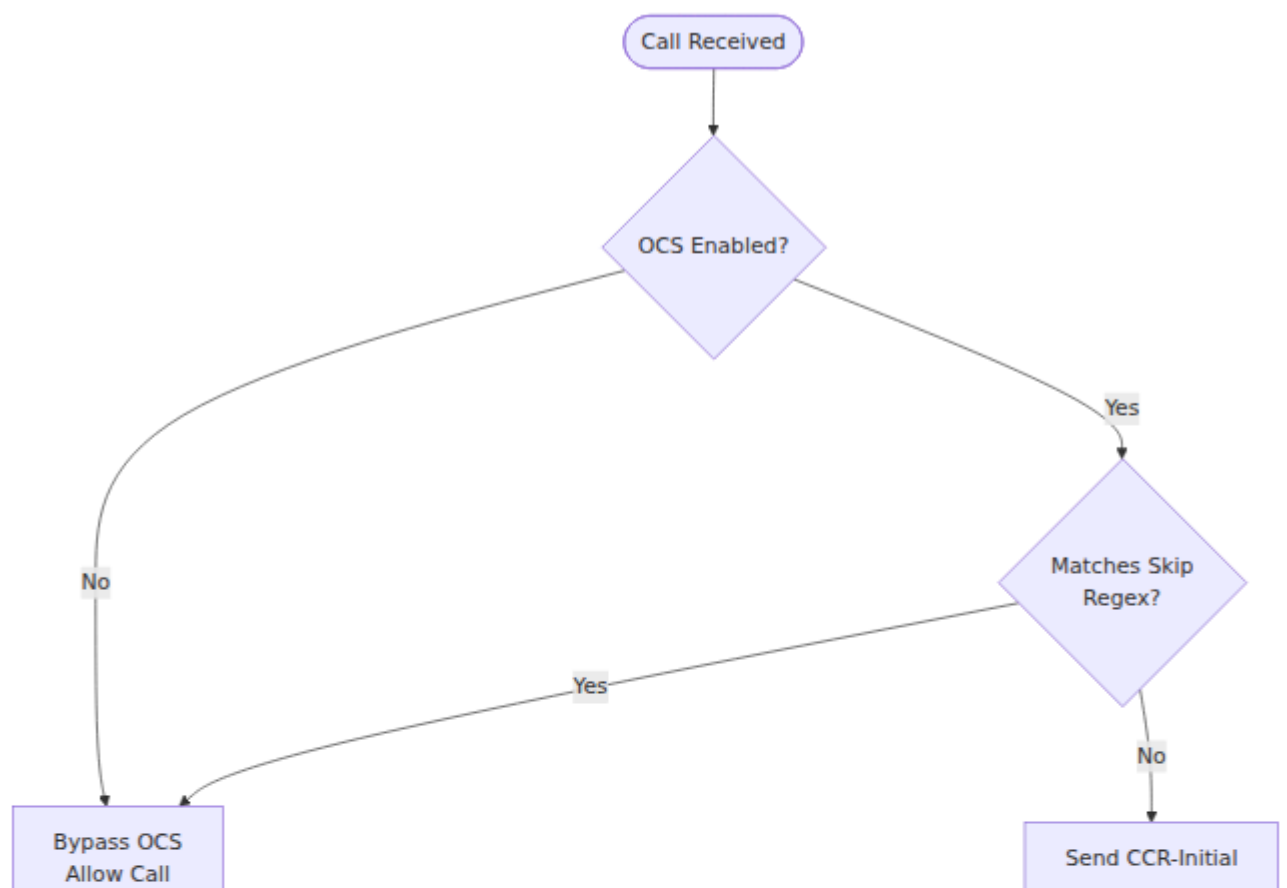 Call Received
OCS Enabled?
Yes
No
Matches Skip
Regex?
Yes
No
Bypass OCS
Allow Call
Send CCR-Initial